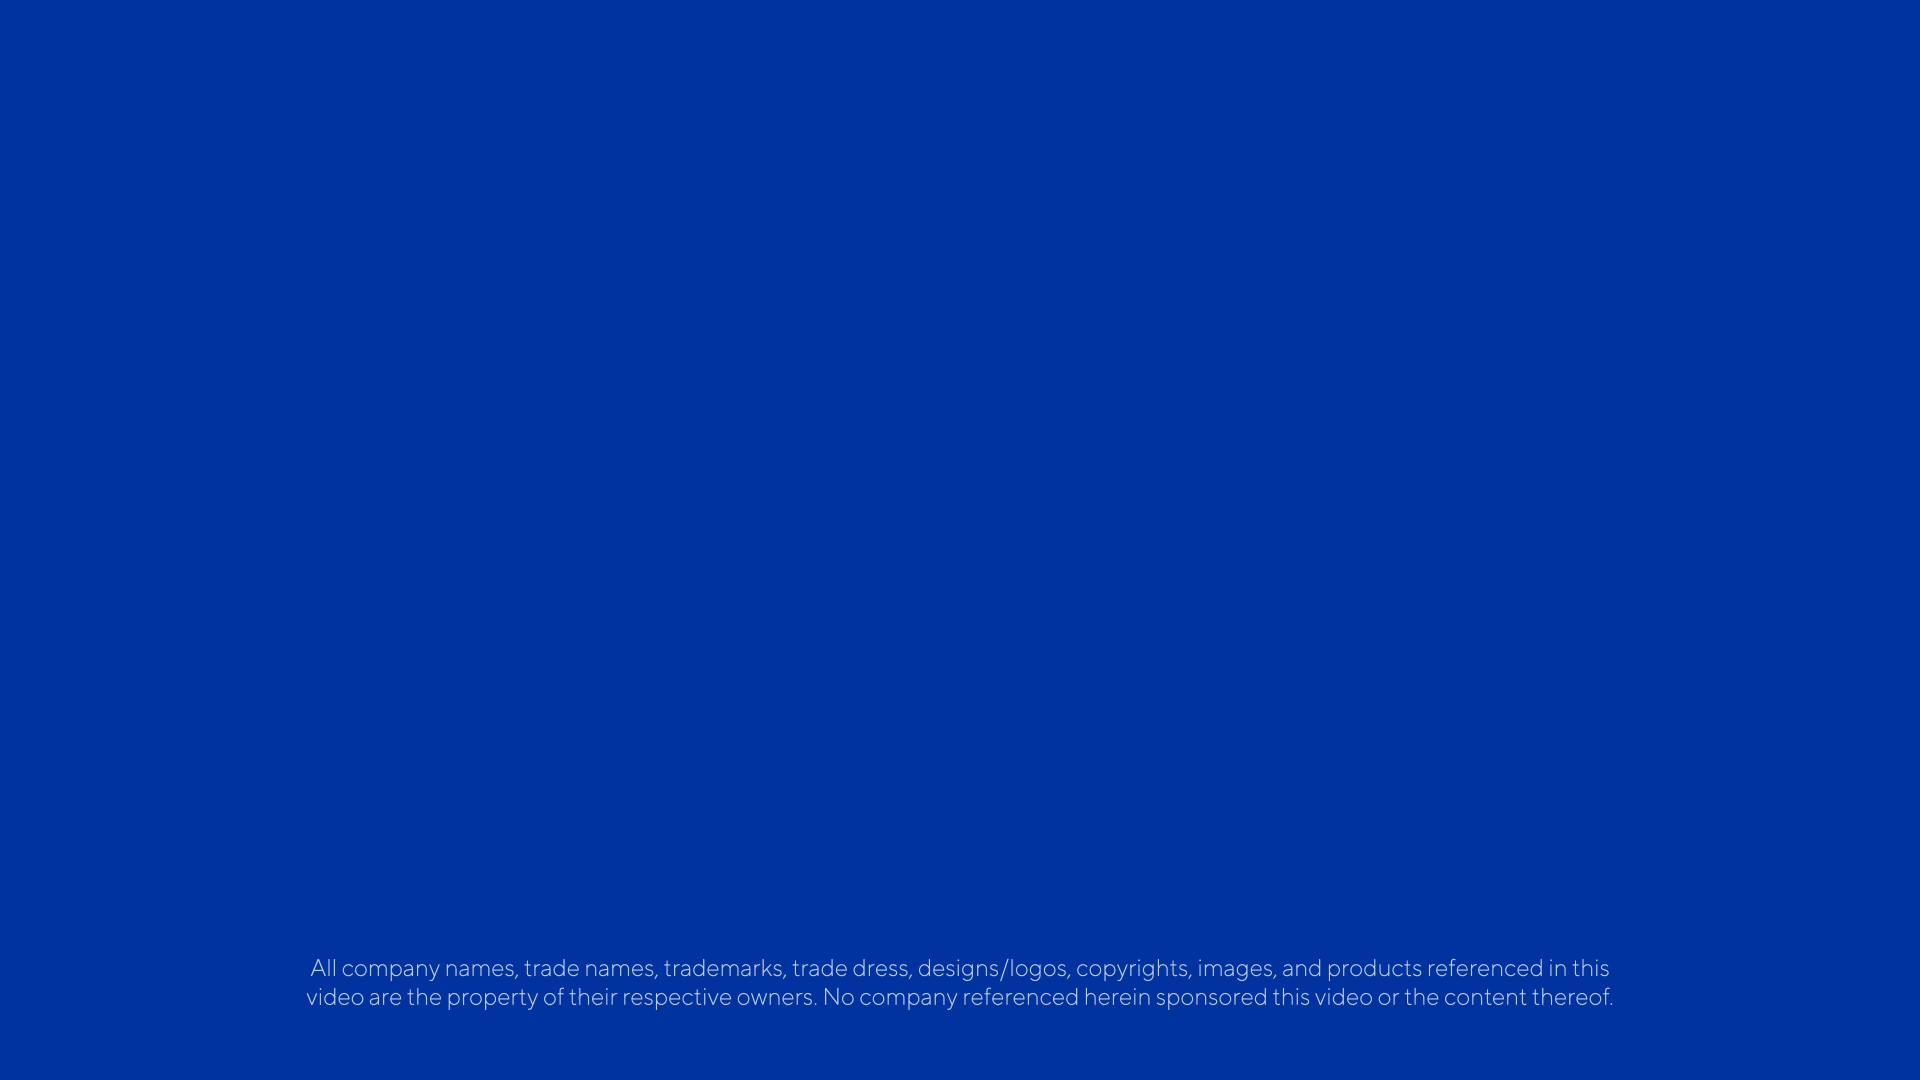 All company names, trade names, trademarks, trade dress, designs/logos, copyrights, images, and products referenced in this
video are the property of their respective owners. No company referenced herein sponsored this video or the content thereof.